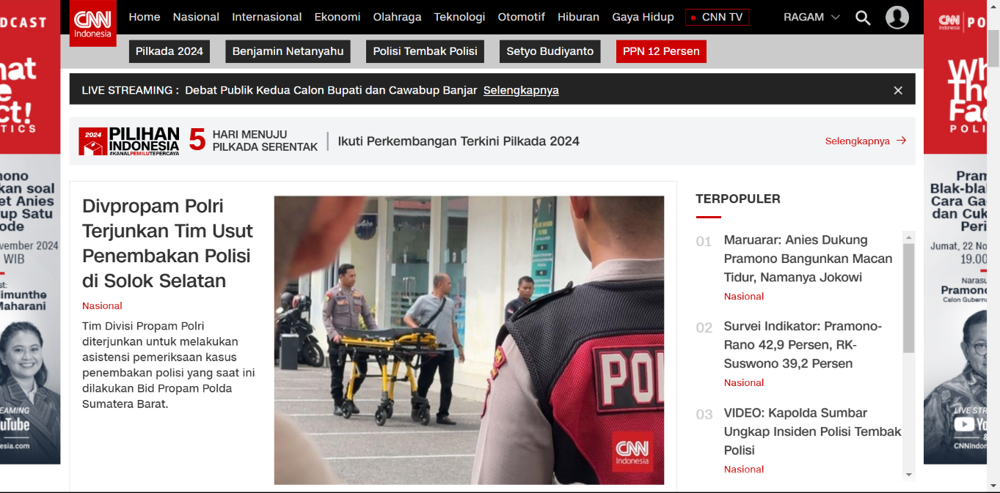 DCAST
CNN
Indonesia
Home Nasional Internasional Ekonomi Olahraga Teknologi Otomotif Hiburan Gaya Hidup CNN TV RAGAM
Pilkada 2024 Benjamin Netanyahu Polisi Tembak Polisi Setyo Budiyanto PPN 12 Persen
LIVE STREAMING : Debat Publik Kedua Calon Bupati dan Cawabup Banjar Selengkapnya
2024 PILIHAN
INDONESIA
#KANALPEMILUTEPERCAYA
5 HARI MENUJU
PILKADA SERENTAK
Ikuti Perkembangan Terkini Pilkada 2024
Selengkapnya
Divpropam Polri
Terjunkan Tim Usut
Penembakan Polisi
di Solok Selatan
Nasional
Tim Divisi Propam Polri
diterjunkan untuk melakukan
asistensi pemeriksaan kasus
penembakan polisi yang saat ini
dilakukan Bid Propam Polda
Sumatera Barat.
POL
CNN
Indonesia
TERPOPULER
01 Maruarar: Anies Dukung
Pramono Bangunkan Macan
Tidur, Namanya Jokowi
Nasional
02 Survei Indikator: Pramono-
Rano 42,9 Persen, RK-
Suswono 39,2 Persen
Nasional
03 VIDEO: Kapolda Sumbar
Ungkap Insiden Polisi Tembak
Polisi
Nasional
hat
e
ct!
TICS
ono
kan soal
et Anies
up Satu
ode
vember 2024
WIB
st:
limunthe
Maharani
EAMING
uTube
esia.com
CNN
Indonesia
PO
Wh
The
Fac
POLI
Pram
Blak-blak
Cara Ga
dan Cuk
Peri
Jumat, 22 No
19.00
Narasu
Pramono
Calon Gubernu
LIVE STR
Yo
&
CNNIndon